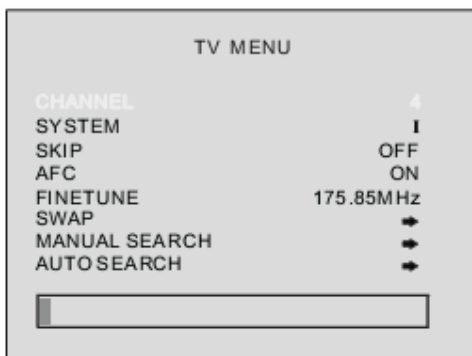 TV MENU
CHANNEL 4
SYSTEM I
SKIP OFF
AFC ON
FINETUNE 175.85MHz
SWAP
MANUAL SEARCH
AUTO SEARCH